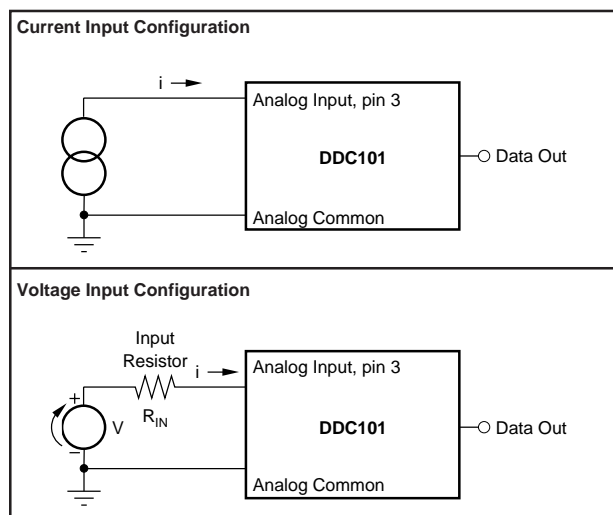 Current Input Configuration
i
Analog Input, pin 3
DDC101
Data Out
Analog Common
Voltage Input Configuration
Input
Resistor
i
Analog Input, pin 3
+
V
R_IN
DDC101
Data Out
–
Analog Common